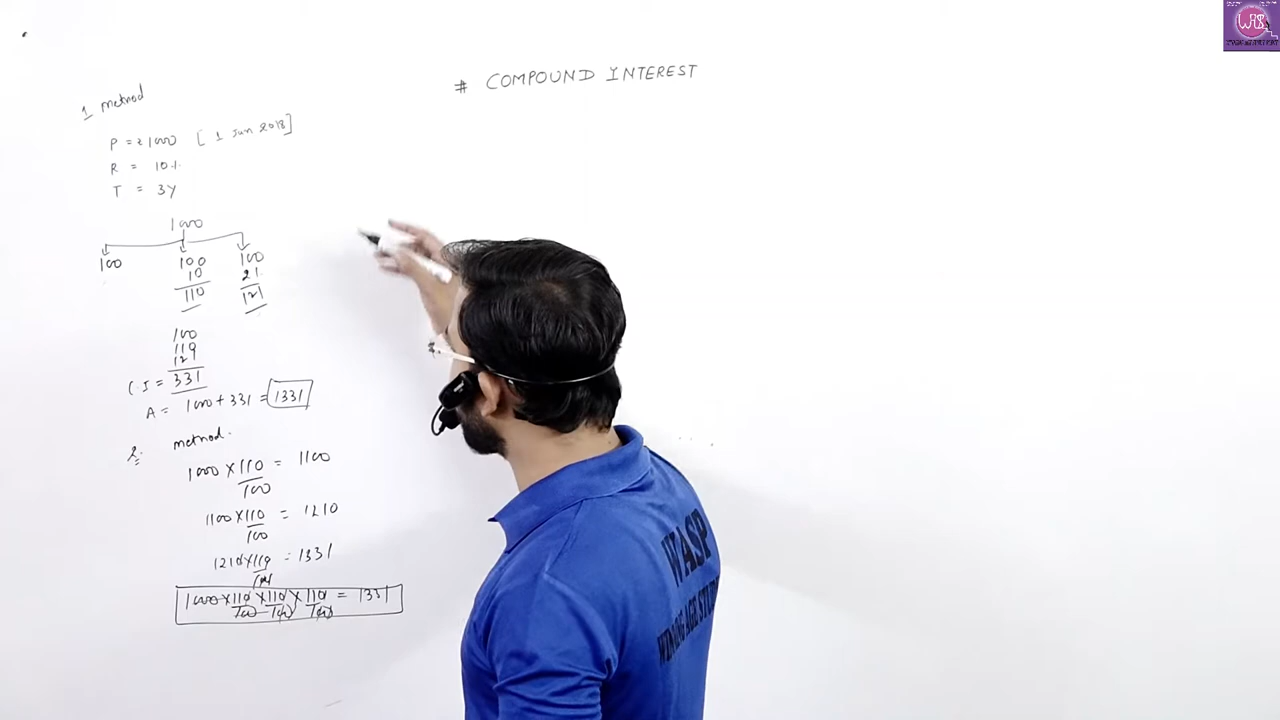 # COMPOUND INTEREST
1 method
P = ₹1000 [1 Jan 2018]
R = 10%
T = 3y
1000
100 100 100
10 21
110 121
100
110
121
C.I = 331
A = 1000 + 331 = 1331
2. method.
1000 × 110/100 = 1100
1100 × 110/100 = 1210
1210 × 110/100 = 1331
1000 × 110/100 × 110/100 × 110/100 = 1331
WASP